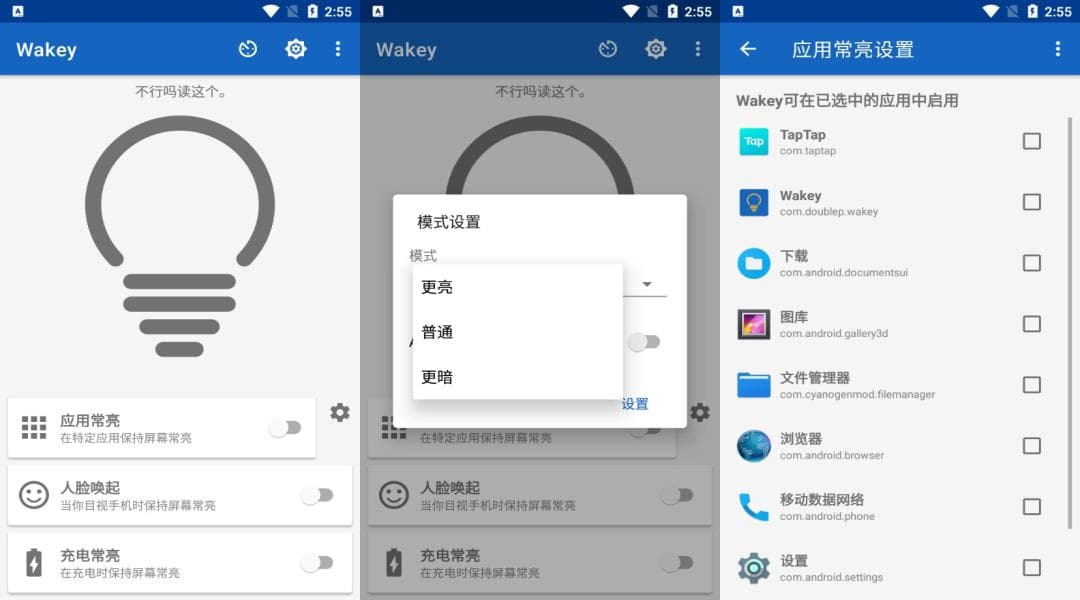 2:55
Wakey
不行吗读这个。
应用常亮
在特定应用保持屏幕常亮
人脸唤起
当你目视手机时保持屏幕常亮
充电常亮
在充电时保持屏幕常亮
2:55
Wakey
不行吗读这个。
模式设置
模式
更亮
普通
更暗
设置
在特定应用保持屏幕常亮
人脸唤起
当你目视手机时保持屏幕常亮
充电常亮
在充电时保持屏幕常亮
2:55
应用常亮设置
Wakey可在已选中的应用中启用
Tap
TapTap
com.taptap
Wakey
com.doublep.wakey
下载
com.android.documentsui
图库
com.android.gallery3d
文件管理器
com.cyanogenmod.filemanager
浏览器
com.android.browser
移动数据网络
com.android.phone
设置
com.android.settings